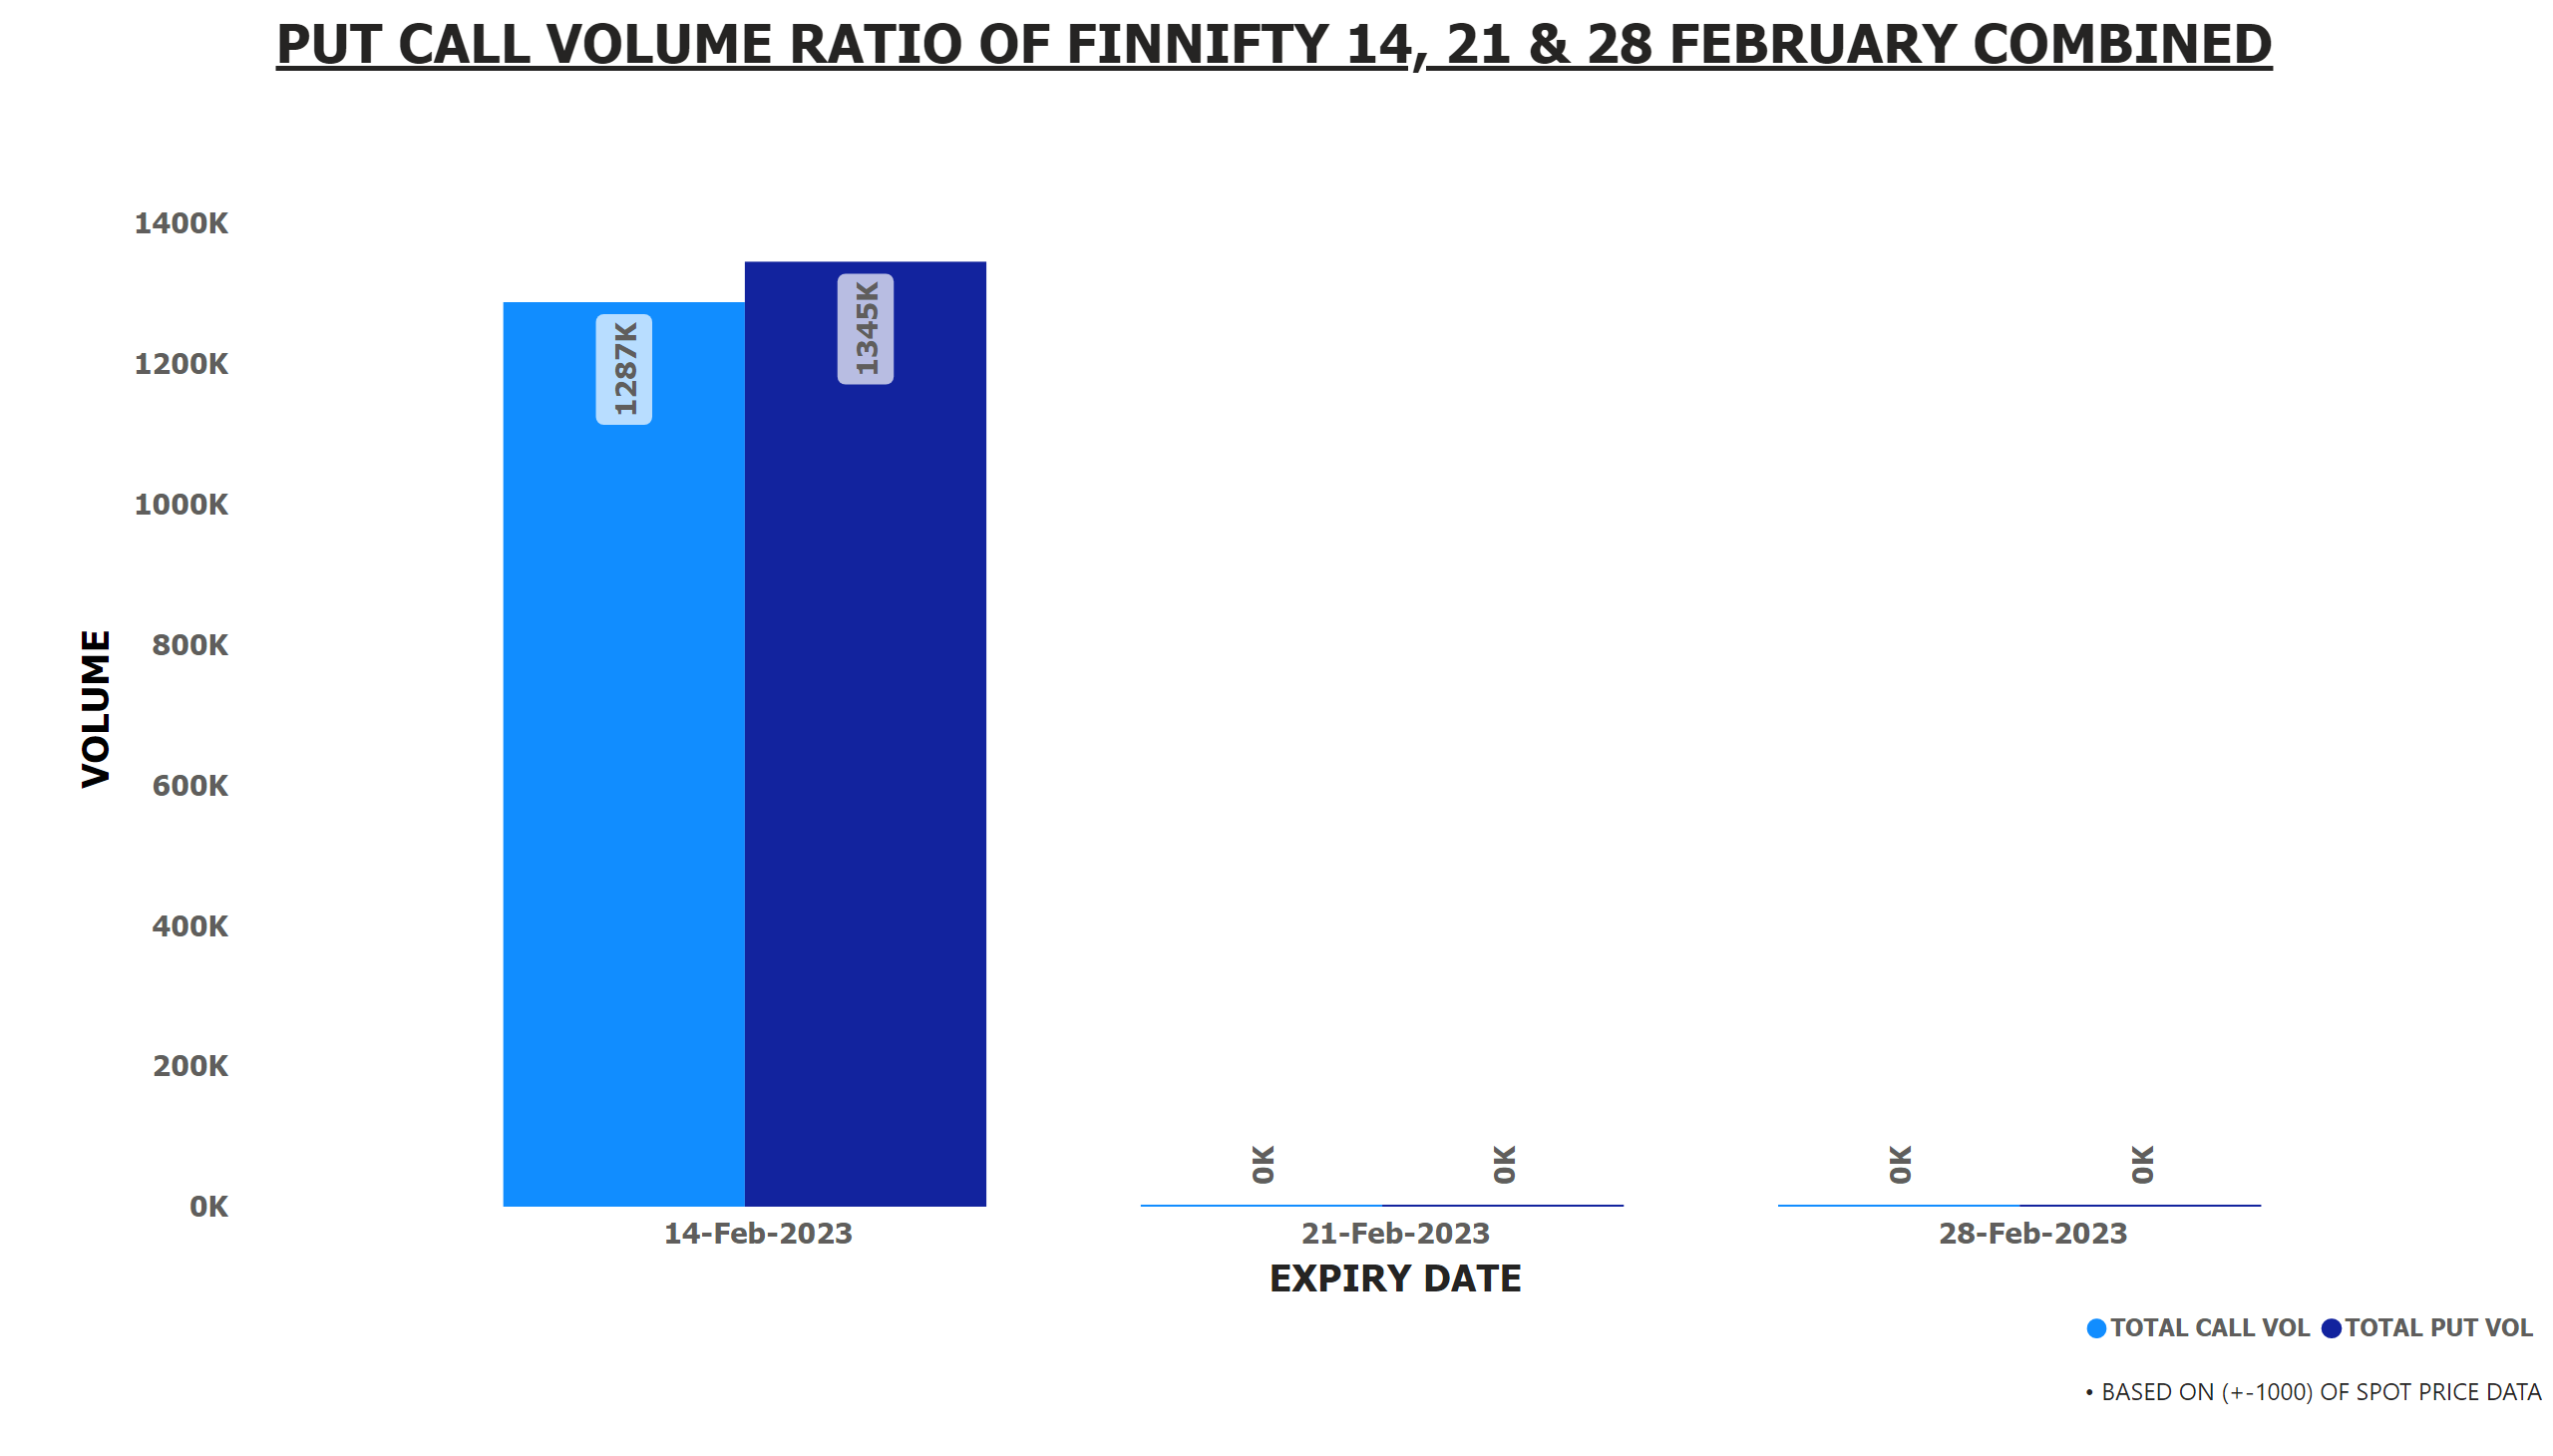 PUT CALL VOLUME RATIO OF FINNIFTY 14, 21 & 28 FEBRUARY COMBINED
1400K
1200K
1000K
800K
600K
400K
200K
0K
VOLUME
1287K
1345K
0K
0K
0K
0K
14-Feb-2023
21-Feb-2023
28-Feb-2023
EXPIRY DATE
TOTAL CALL VOL TOTAL PUT VOL
• BASED ON (+-1000) OF SPOT PRICE DATA